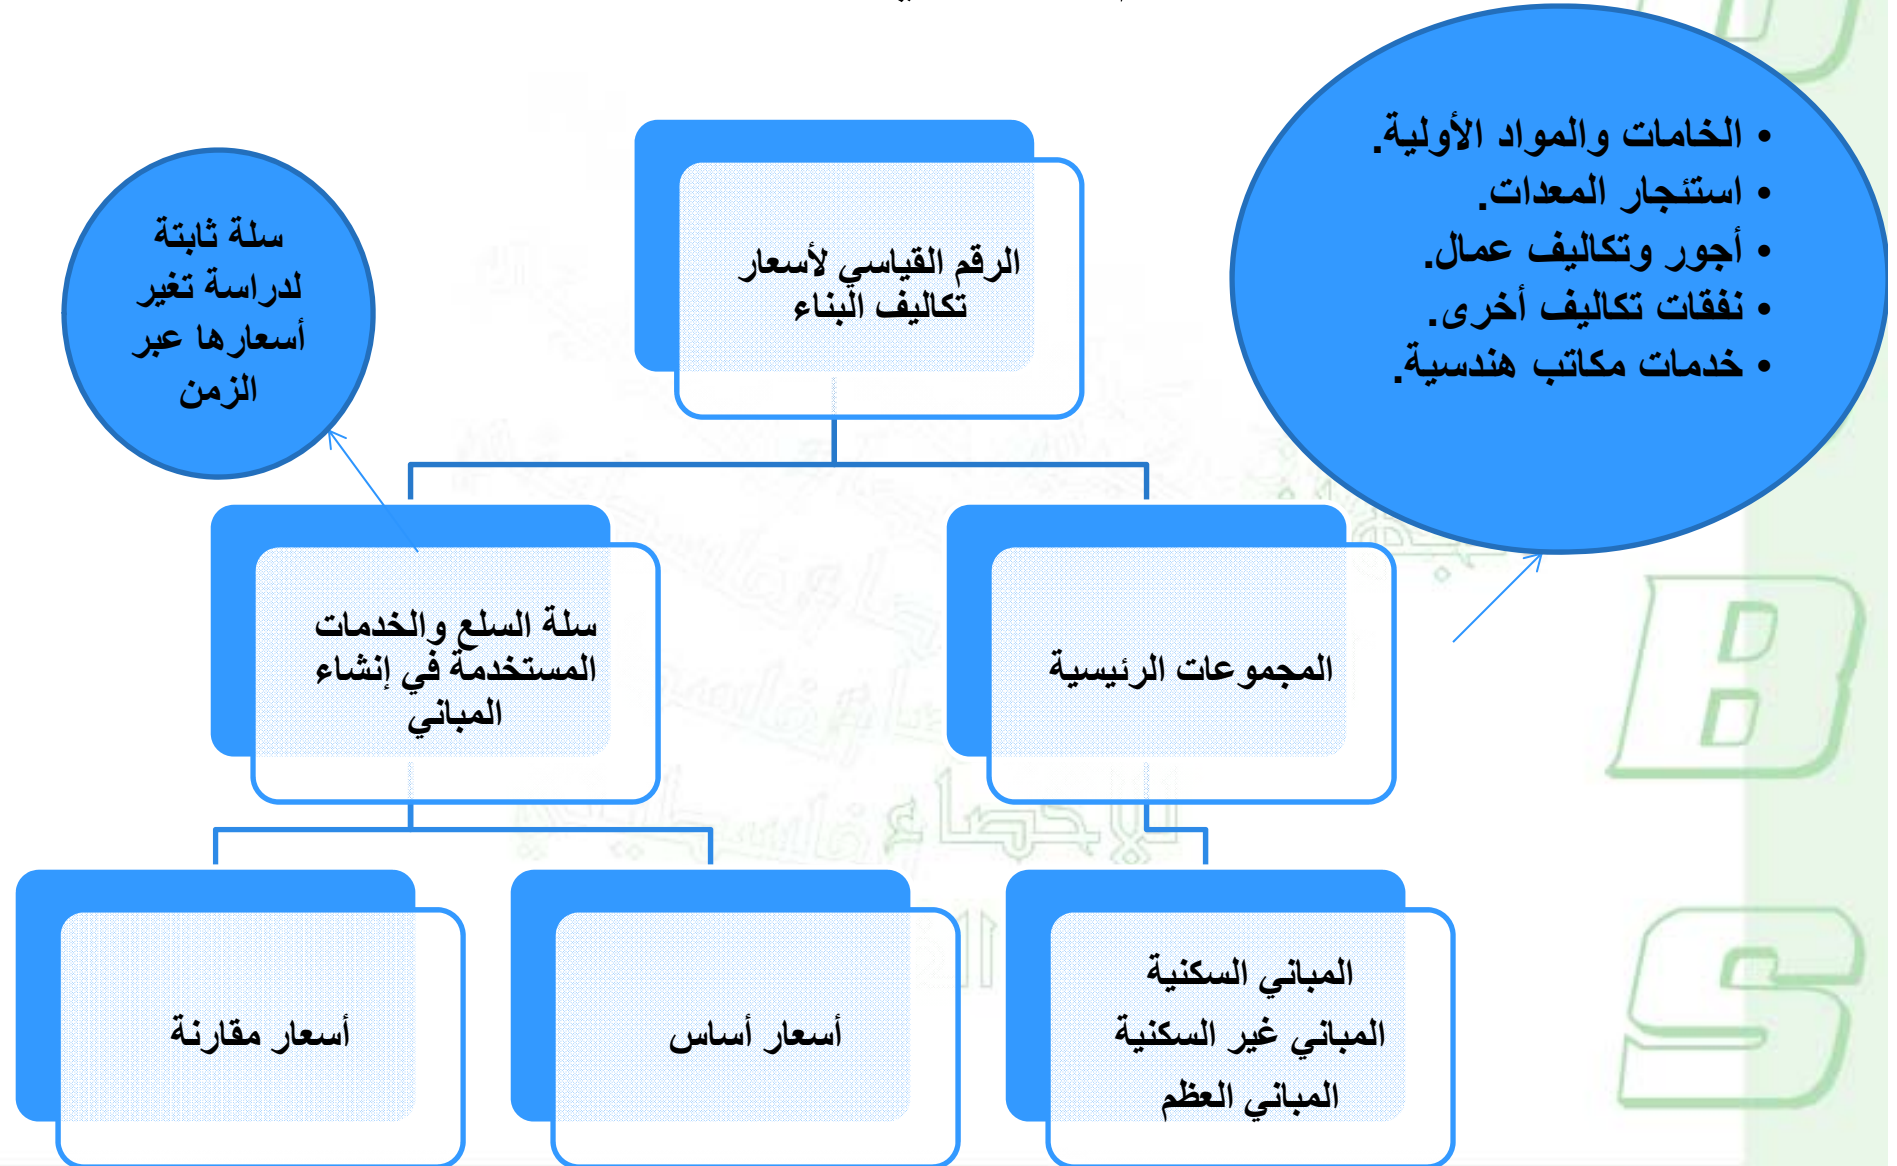 الرقم القياسي لأسعار
تكاليف البناء
• الخامات والمواد الأولية.
• استئجار المعدات.
• أجور وتكاليف عمال.
• نفقات تكاليف أخرى.
• خدمات مكاتب هندسية.
سلة ثابتة
لدراسة تغير
أسعارها عبر
الزمن
المجموعات الرئيسية
سلة السلع والخدمات
المستخدمة في إنشاء
المباني
المباني السكنية
المباني غير السكنية
المباني العظم
أسعار أساس
أسعار مقارنة
الإحصاء
B
S